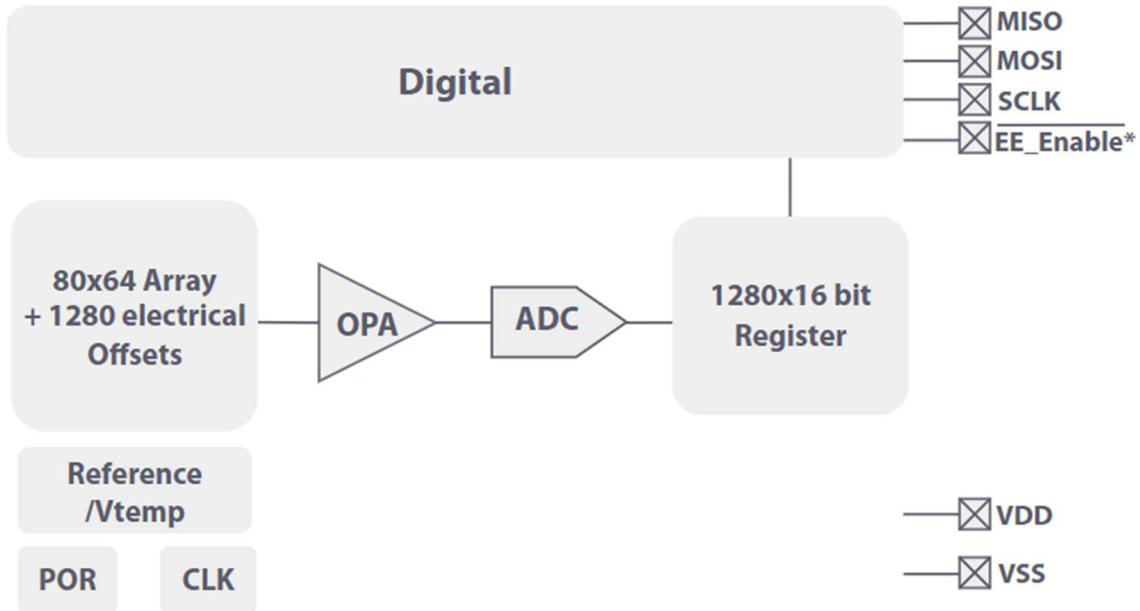 Digital
MISO
MOSI
SCLK
EE_Enable*
80x64 Array
+ 1280 electrical
Offsets
OPA
ADC
1280x16 bit
Register
Reference
/Vtemp
POR
CLK
VDD
VSS